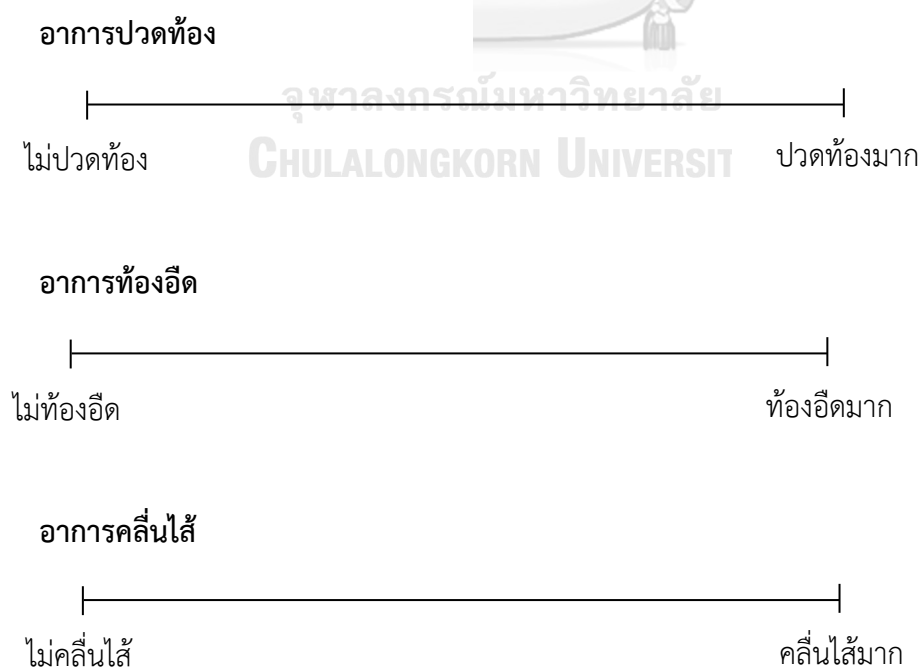 อาการปวดท้อง
จุฬาลงกรณ์มหาวิทยาลัย
ไม่ปวดท้อง CHULALONGKORN UNIVERSIT ปวดท้องมาก
อาการท้องอืด
ไม่ท้องอืด ท้องอืดมาก
อาการคลื่นไส้
ไม่คลื่นไส้ คลื่นไส้มาก